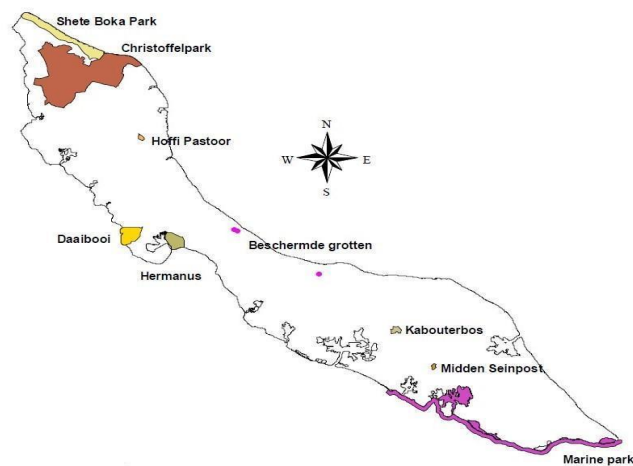 Shete Boka Park
Christoffelpark
Hoffi Pastoor
N
W E
S
Daaibooi
Beschermde grotten
Hermanus
Kabouterbos
Midden Seinpost
Marine park